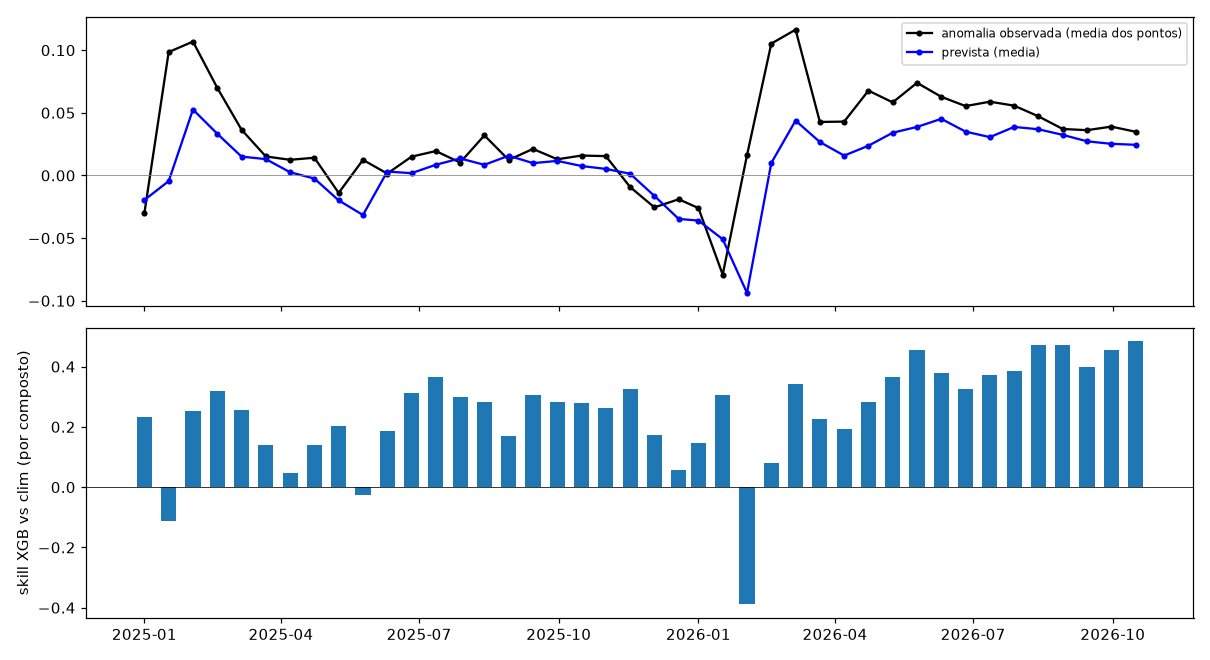 anomalia observada (media dos pontos)
prevista (media)
0.10
0.05
0.00
−0.05
−0.10
skill XGB vs clim (por composto)
0.4
0.2
0.0
−0.2
−0.4
2025-01 2025-04 2025-07 2025-10 2026-01 2026-04 2026-07 2026-10